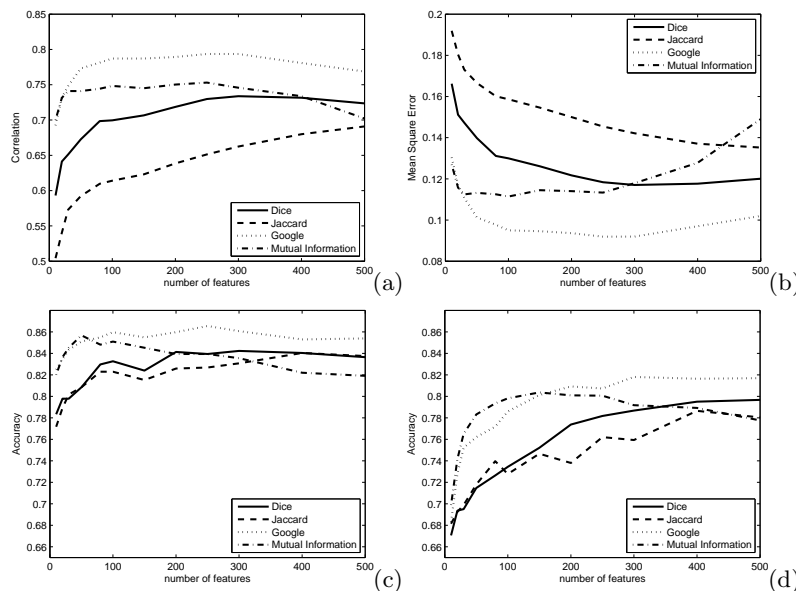 0.85
0.8
0.75
0.7
0.65
0.6
0.55
0.5
Correlation
0 100 200 300 400 500
number of features
Dice
Jaccard
Google
Mutual Information
(a)
0.2
0.18
0.16
0.14
0.12
0.1
0.08
Mean Square Error
0 100 200 300 400 500
number of features
Dice
Jaccard
Google
Mutual Information
(b)
0.86
0.84
0.82
0.8
0.78
0.76
0.74
0.72
0.7
0.68
0.66
Accuracy
0 100 200 300 400 500
number of features
Dice
Jaccard
Google
Mutual Information
(c)
0.86
0.84
0.82
0.8
0.78
0.76
0.74
0.72
0.7
0.68
0.66
Accuracy
0 100 200 300 400 500
number of features
Dice
Jaccard
Google
Mutual Information
(d)